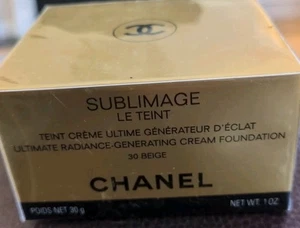 SUBLIMAGE
LE TEINT
TEINT CRÈME ULTIME GÉNÉRATEUR D'ÉCLAT
ULTIMATE RADIANCE-GENERATING CREAM FOUNDATION
30 BEIGE
CHANEL
POIDS NET 30 g NET WT. 1 OZ